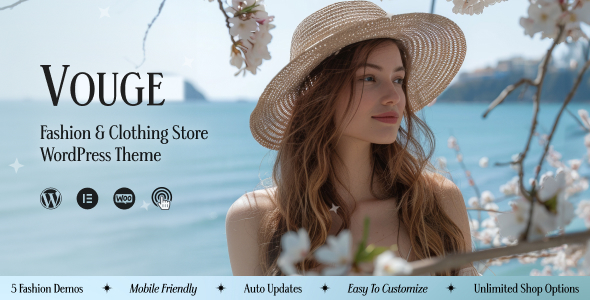 Vouge
Fashion & Clothing Store
WordPress Theme
WOO
5 Fashion Demos ✦ Mobile Friendly ✦ Auto Updates ✦ Easy To Customize ✦ Unlimited Shop Options